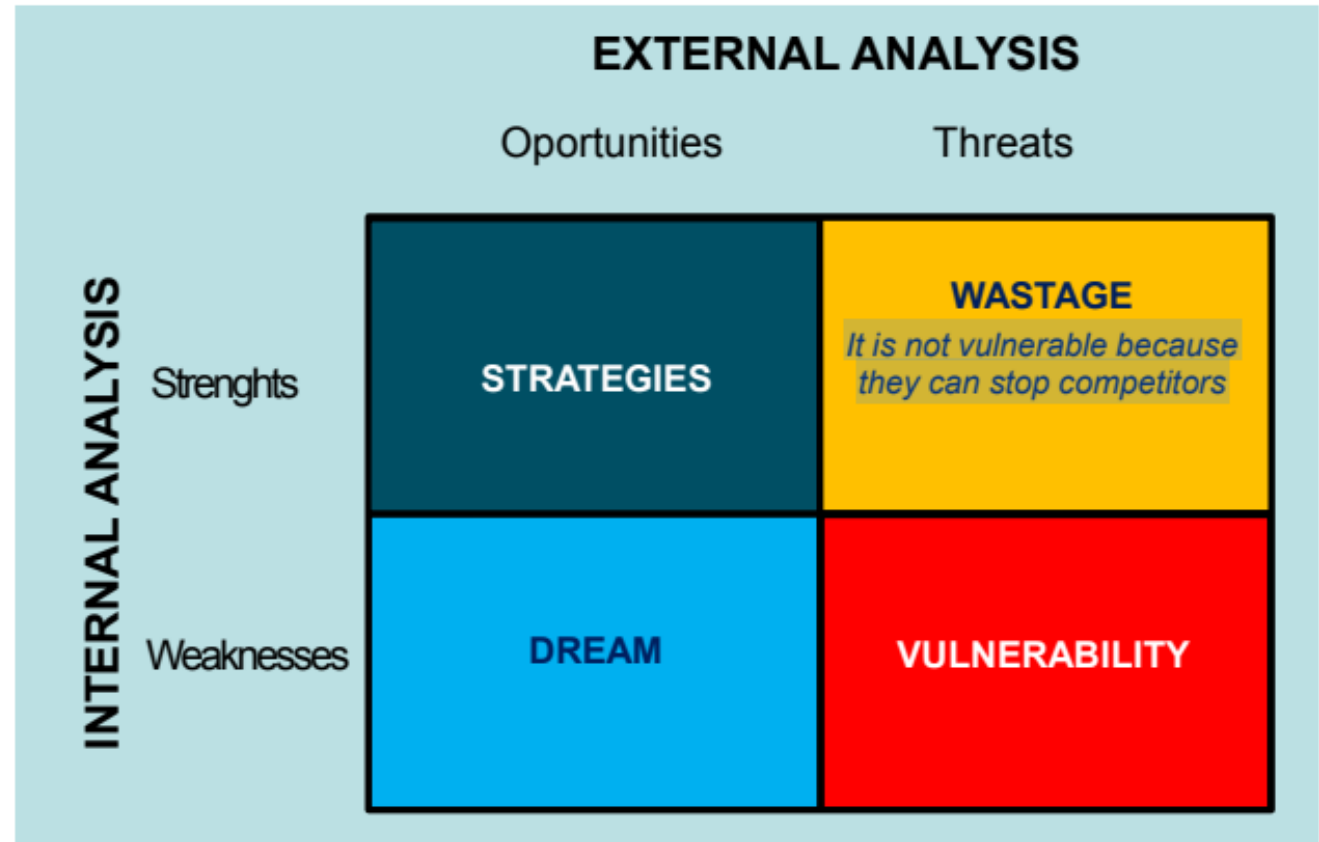 EXTERNAL ANALYSIS
Oportunities
Threats
INTERNAL ANALYSIS
Strenghts
STRATEGIES
WASTAGE
It is not vulnerable because
they can stop competitors
Weaknesses
DREAM
VULNERABILITY